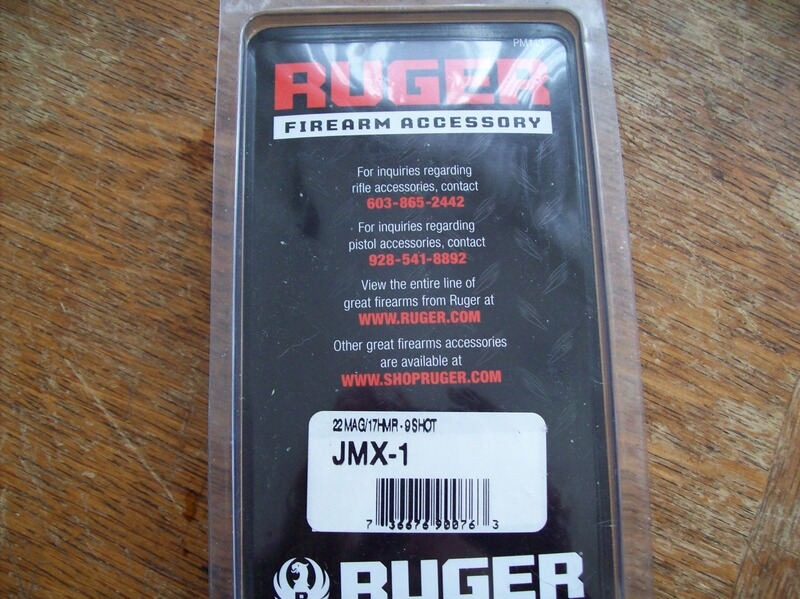 RUGER
FIREARM ACCESSORY
For inquiries regarding
rifle accessories, contact
603-865-2442
For inquiries regarding
pistol accessories, contact
928-541-8892
View the entire line of
great firearms from Ruger at
WWW.RUGER.COM
Other great firearms accessories
are available at
WWW.SHOPRUGER.COM
22 MAG/17HMR - 9 SHOT
JMX-1
7 36676 90076 3
RUGER